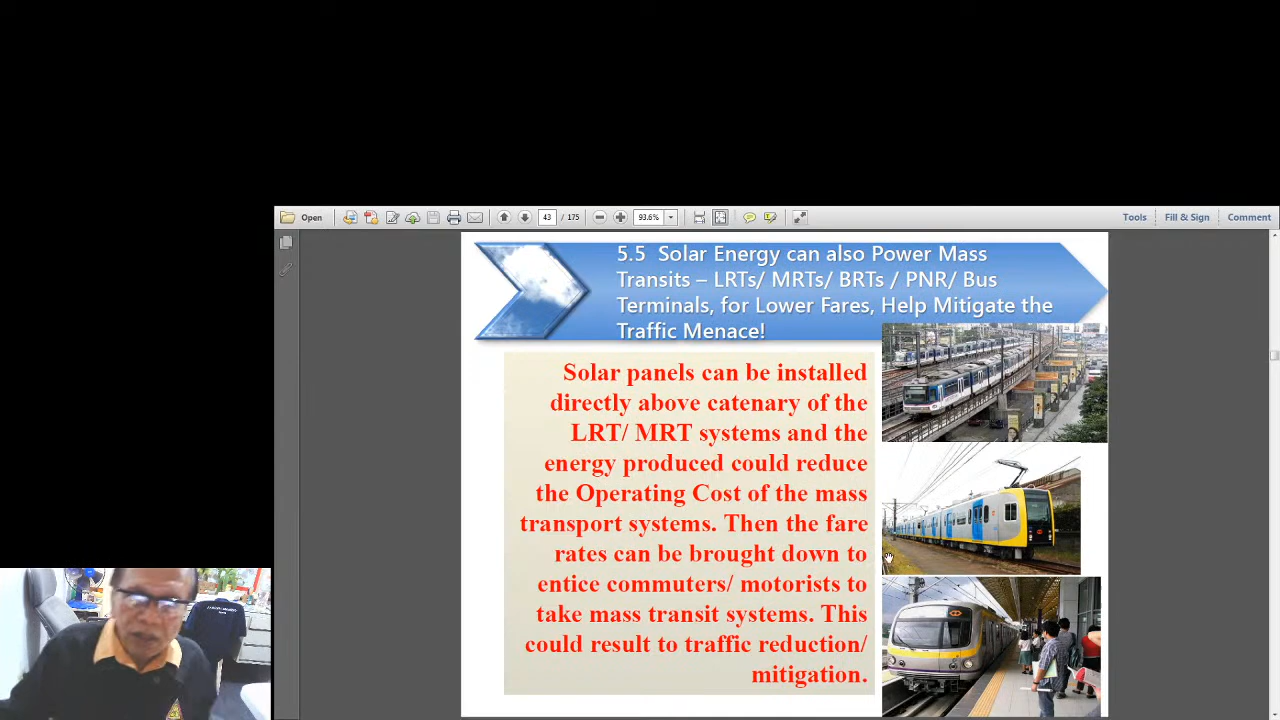 Open
43 / 175
93.6%
Tools
Fill & Sign
Comment
5.5 Solar Energy can also Power Mass
Transits – LRTs/ MRTs/ BRTs / PNR/ Bus
Terminals, for Lower Fares, Help Mitigate the
Traffic Menace!
Solar panels can be installed
directly above catenary of the
LRT/ MRT systems and the
energy produced could reduce
the Operating Cost of the mass
transport systems. Then the fare
rates can be brought down to
entice commuters/ motorists to
take mass transit systems. This
could result to traffic reduction/
mitigation.